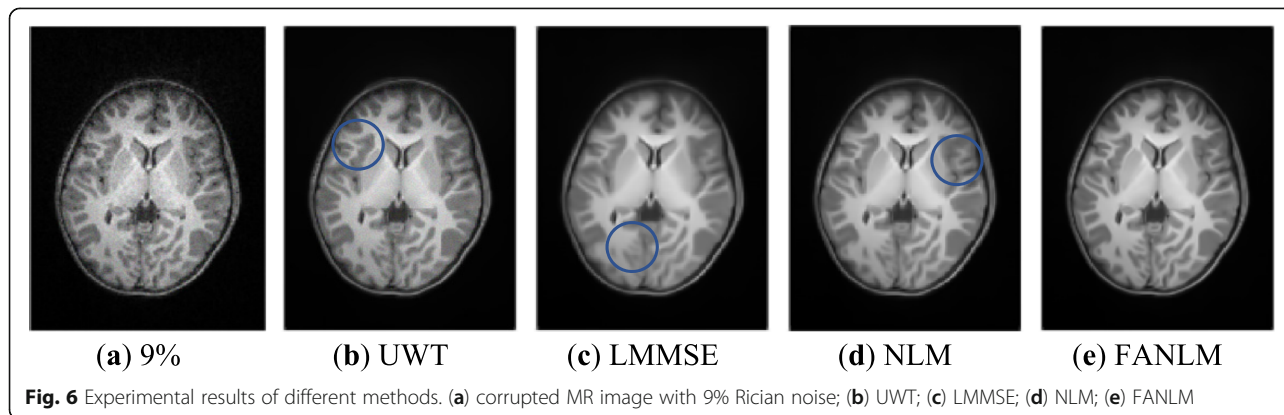 (a) 9% (b) UWT (c) LMMSE (d) NLM (e) FANLM
Fig. 6 Experimental results of different methods. (a) corrupted MR image with 9% Rician noise; (b) UWT; (c) LMMSE; (d) NLM; (e) FANLM